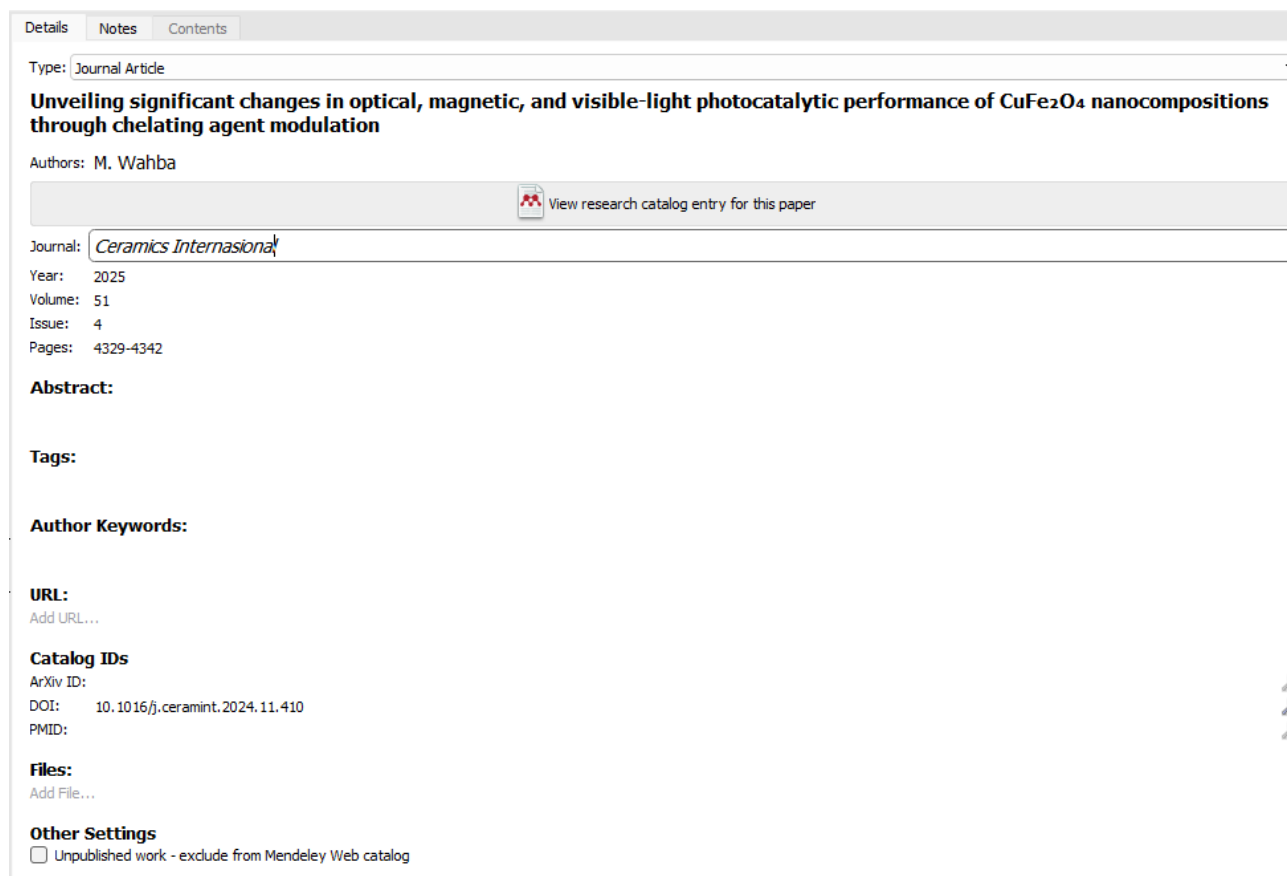 Details Notes Contents
Type: Journal Article
Unveiling significant changes in optical, magnetic, and visible-light photocatalytic performance of CuFe₂O₄ nanocompositions
through chelating agent modulation
Authors: M. Wahba
View research catalog entry for this paper
Journal: Ceramics Internasional
Year: 2025
Volume: 51
Issue: 4
Pages: 4329-4342
Abstract:
Tags:
Author Keywords:
URL:
Add URL...
Catalog IDs
ArXiv ID:
DOI: 10.1016/j.ceramint.2024.11.410
PMID:
Files:
Add File...
Other Settings
Unpublished work - exclude from Mendeley Web catalog